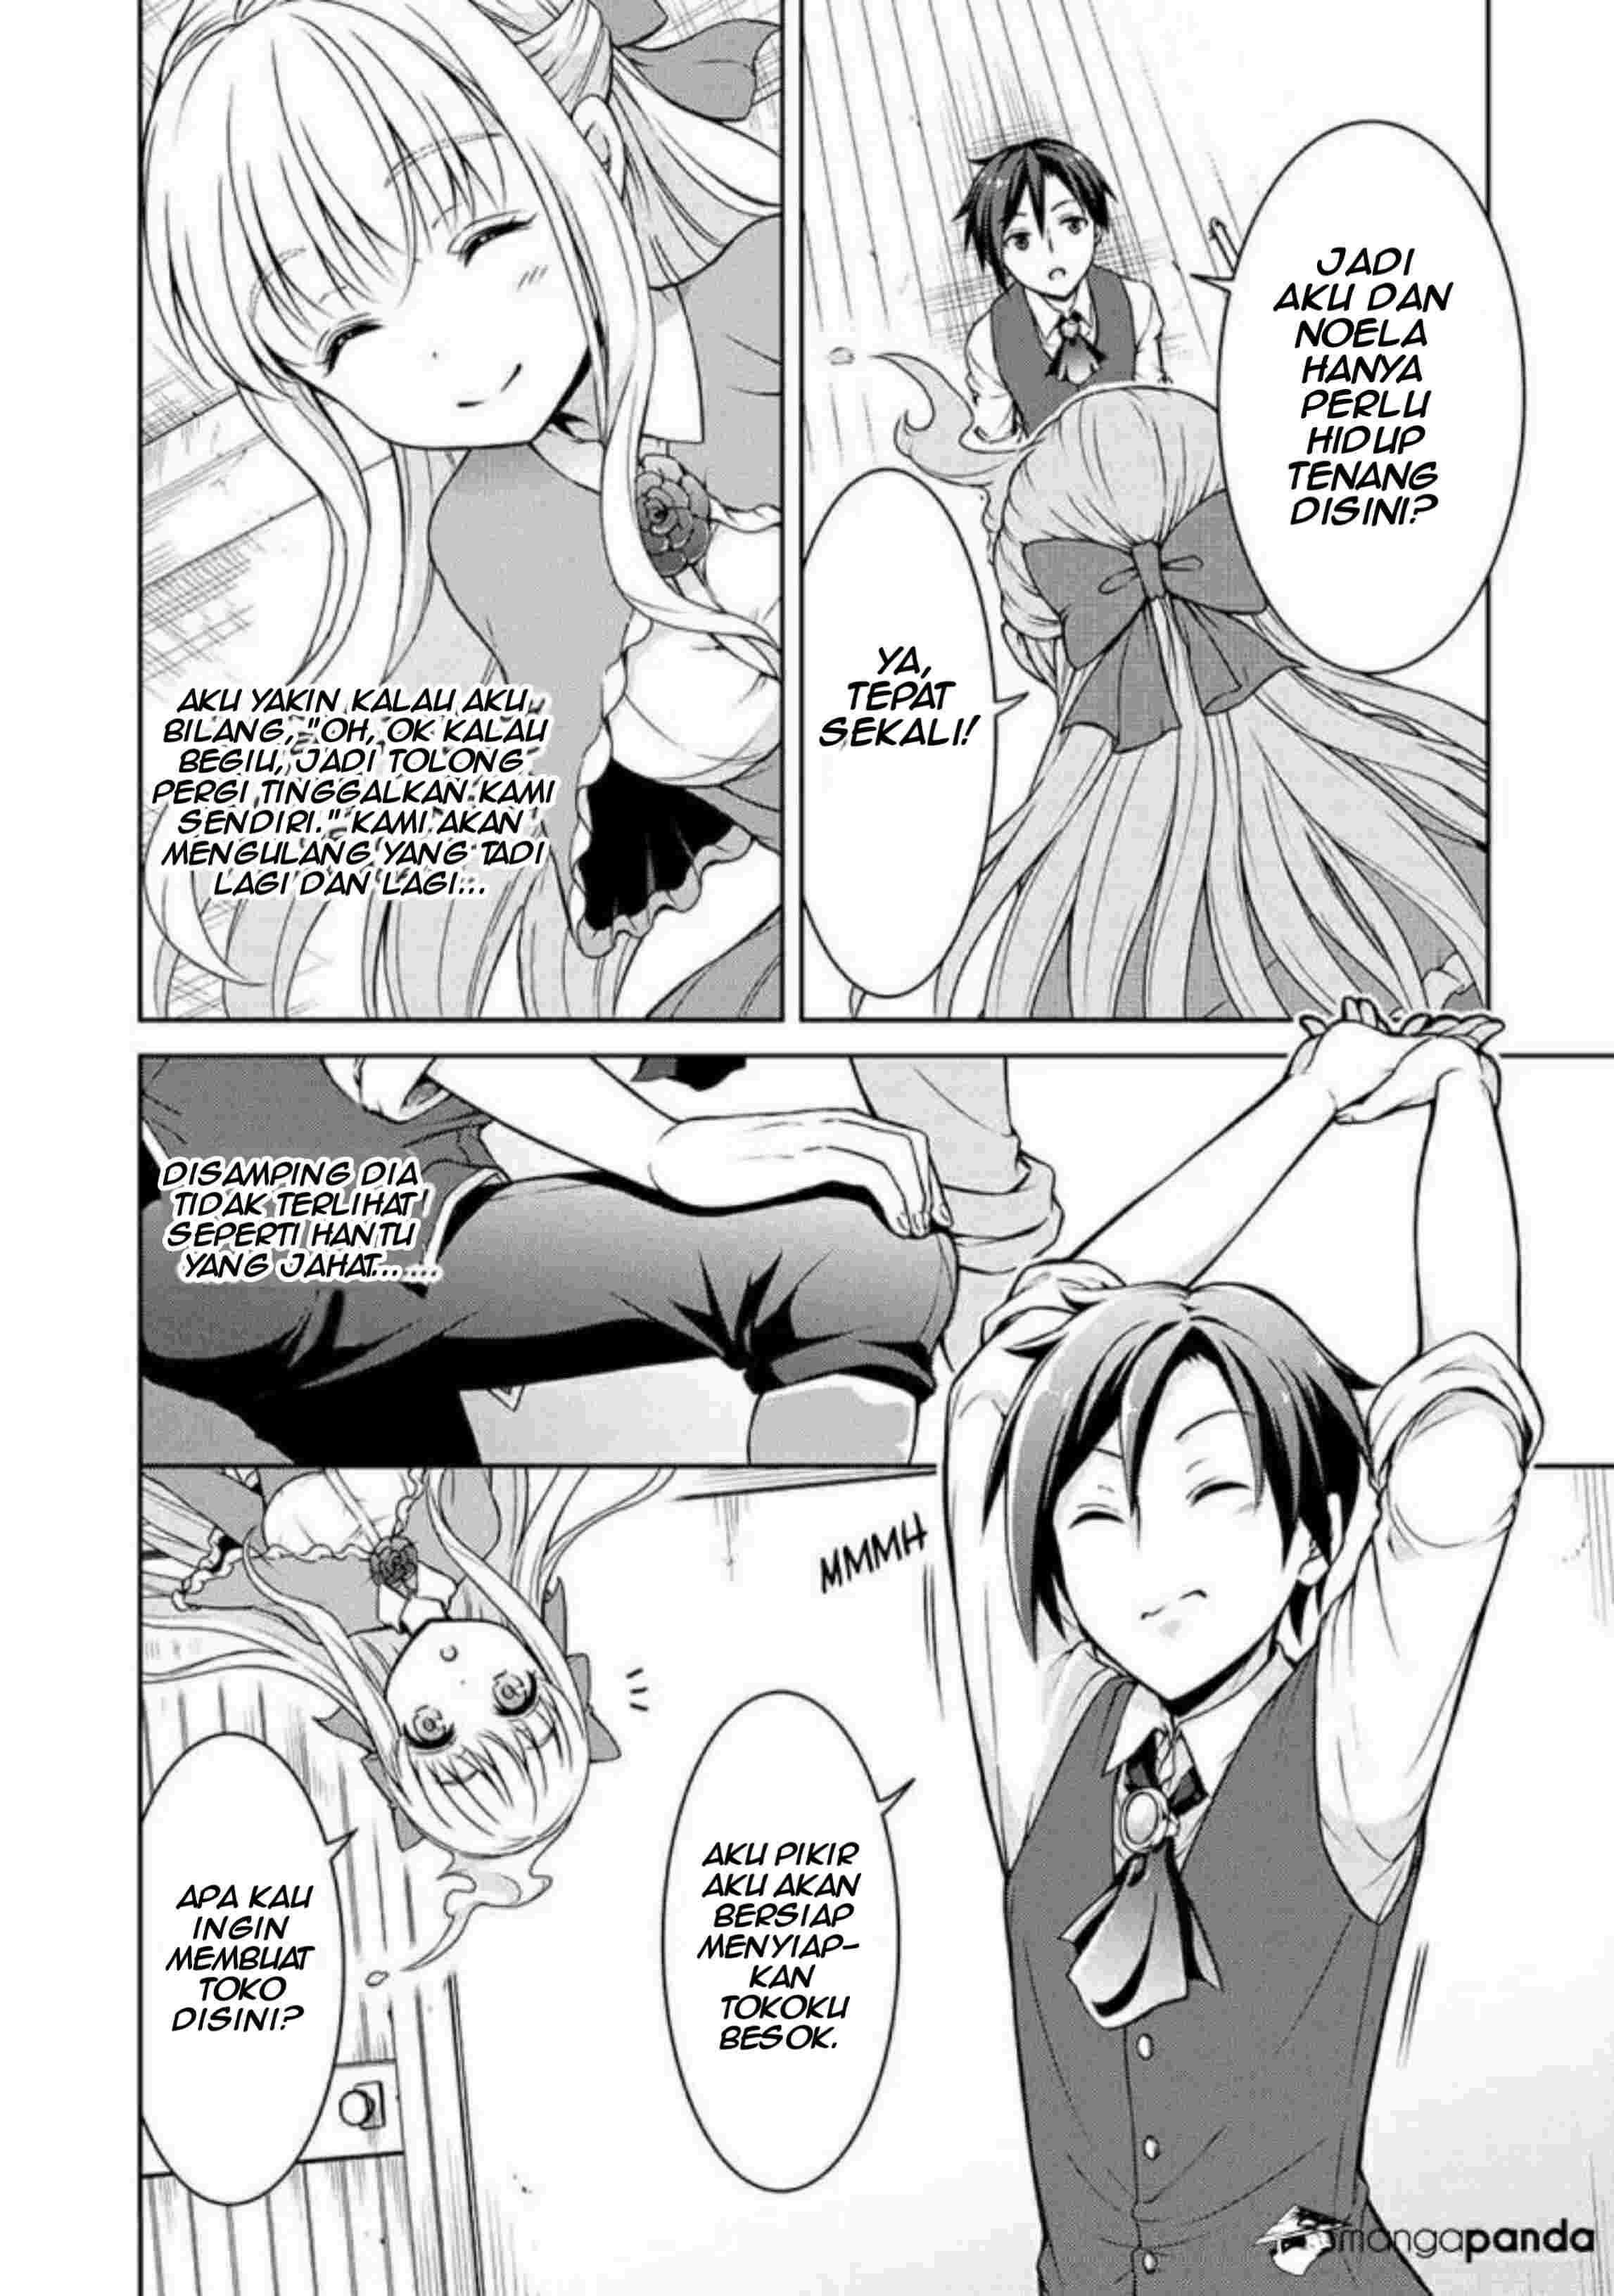 JADI
AKU DAN
NOELA
HANYA
PERLU
HIDUP
TENANG
DISINI?
YA,
TEPAT
SEKALI!
AKU YAKIN KALAU AKU
BILANG, "OH, OK KALAU
BEGIU, JADI TOLONG
PERGI TINGGALKAN KAMI
SENDIRI." KAMI AKAN
MENGULANG YANG TADI
LAGI DAN LAGI...
DISAMPING DIA
TIDAK TERLIHAT
SEPERTI HANTU
YANG JAHAT... ...
MMMH
AKU PIKIR
AKU AKAN
BERSIAP
MENYIAP-
KAN
TOKOKU
BESOK.
APA KAU
INGIN
MEMBUAT
TOKO
DISINI?
mangapanda